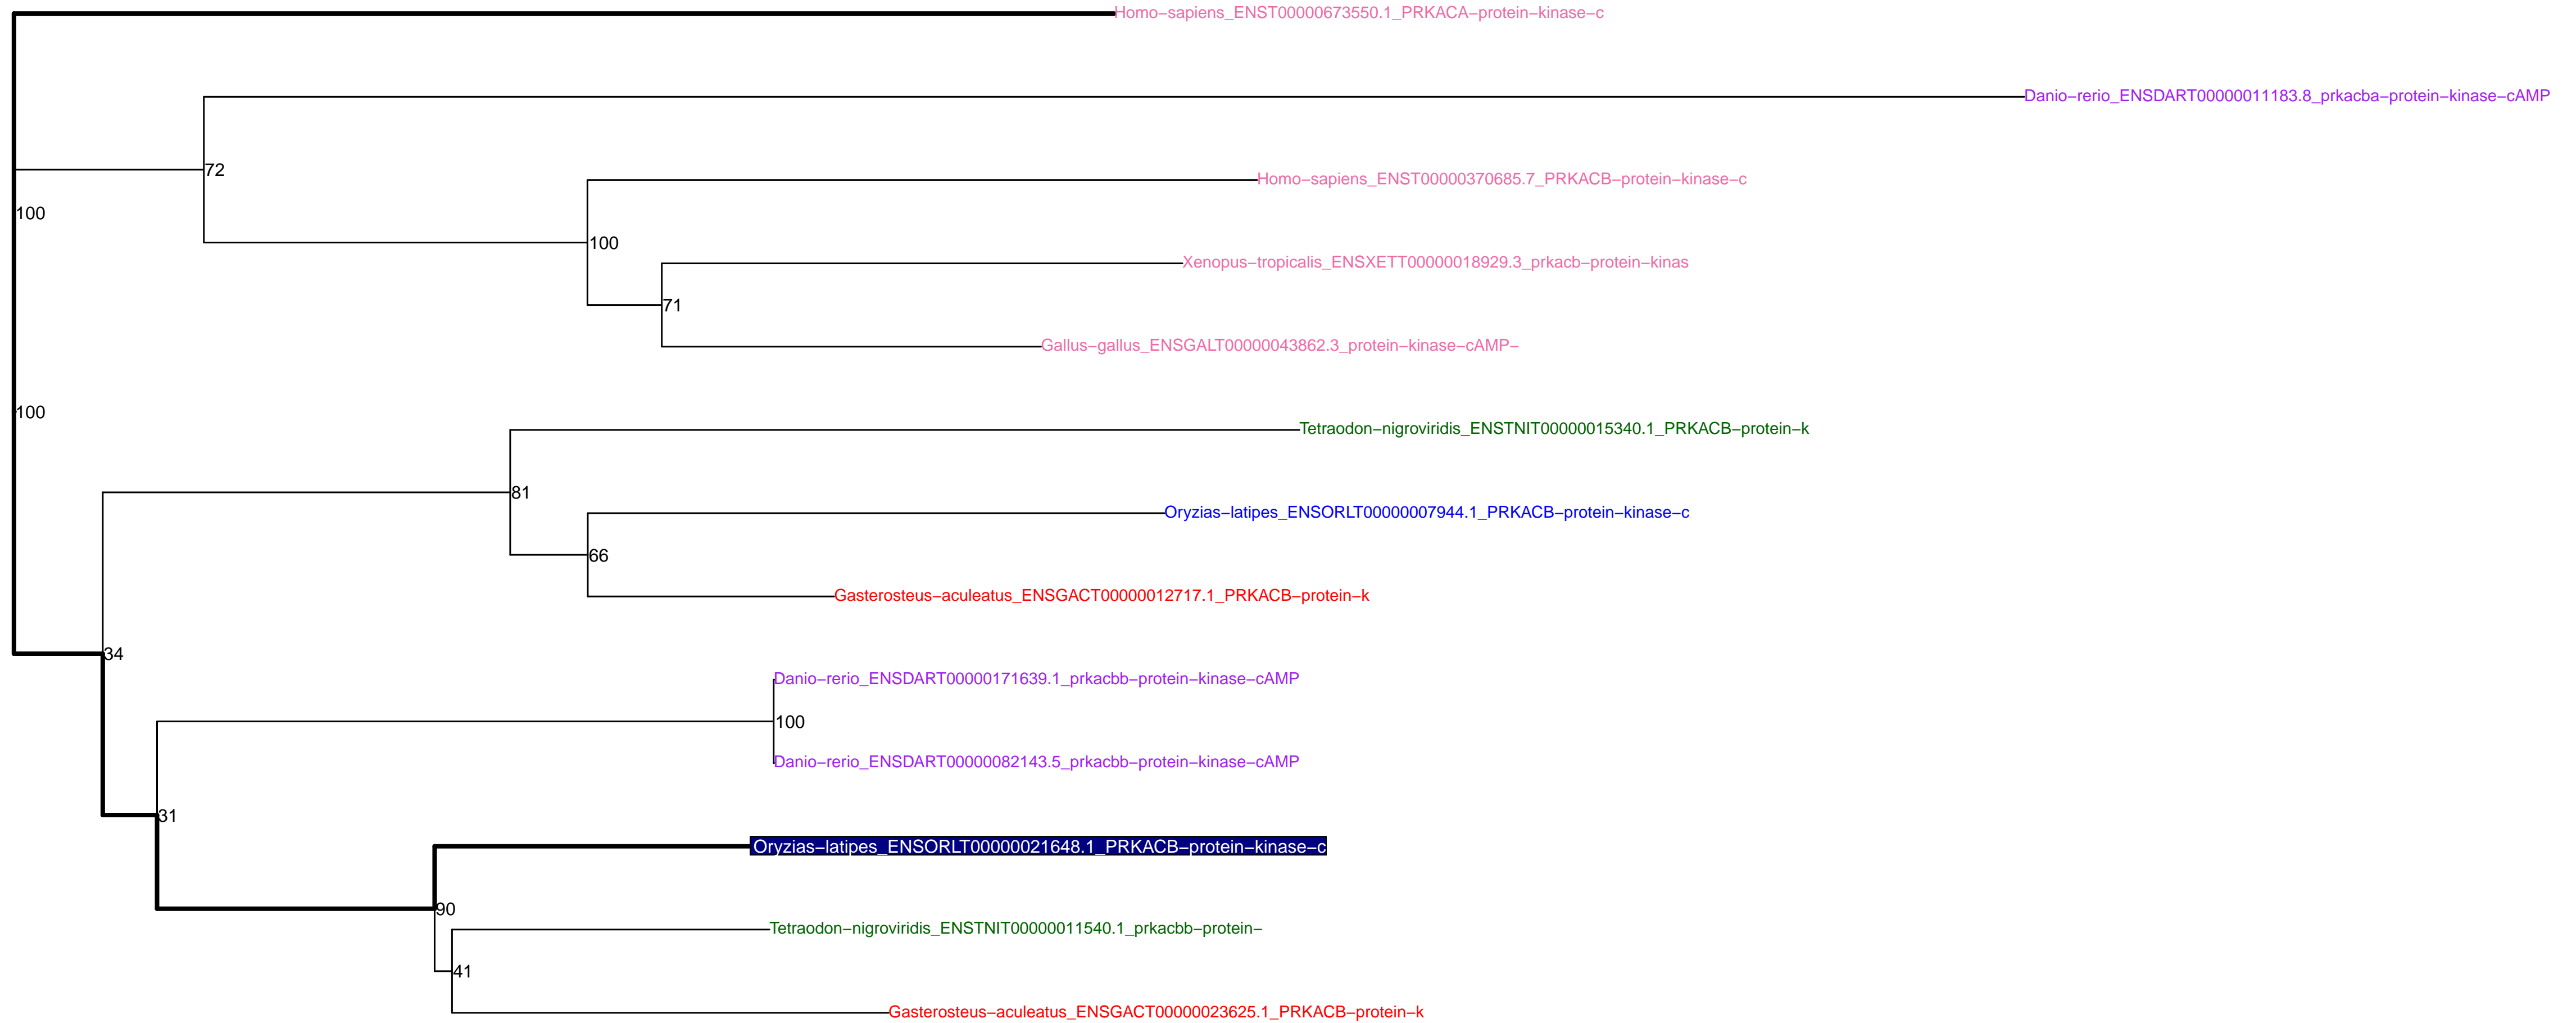 Homo−sapiens_ENST00000673550.1_PRKACA−protein−kinase−c
Danio−rerio_ENSDART00000011183.8_prkacba−protein−kinase−cAMP
72
Homo−sapiens_ENST00000370685.7_PRKACB−protein−kinase−c
100
100
Xenopus−tropicalis_ENSXETT00000018929.3_prkacb−protein−kinas
71
Gallus−gallus_ENSGALT00000043862.3_protein−kinase−cAMP−
100
Tetraodon−nigroviridis_ENSTNIT00000015340.1_PRKACB−protein−k
81
Oryzias−latipes_ENSORLT00000007944.1_PRKACB−protein−kinase−c
66
Gasterosteus−aculeatus_ENSGACT00000012717.1_PRKACB−protein−k
34
Danio−rerio_ENSDART00000171639.1_prkacbb−protein−kinase−cAMP
100
Danio−rerio_ENSDART00000082143.5_prkacbb−protein−kinase−cAMP
31
Oryzias−latipes_ENSORLT00000021648.1_PRKACB−protein−kinase−c
90
Tetraodon−nigroviridis_ENSTNIT00000011540.1_prkacbb−protein−
41
Gasterosteus−aculeatus_ENSGACT00000023625.1_PRKACB−protein−k